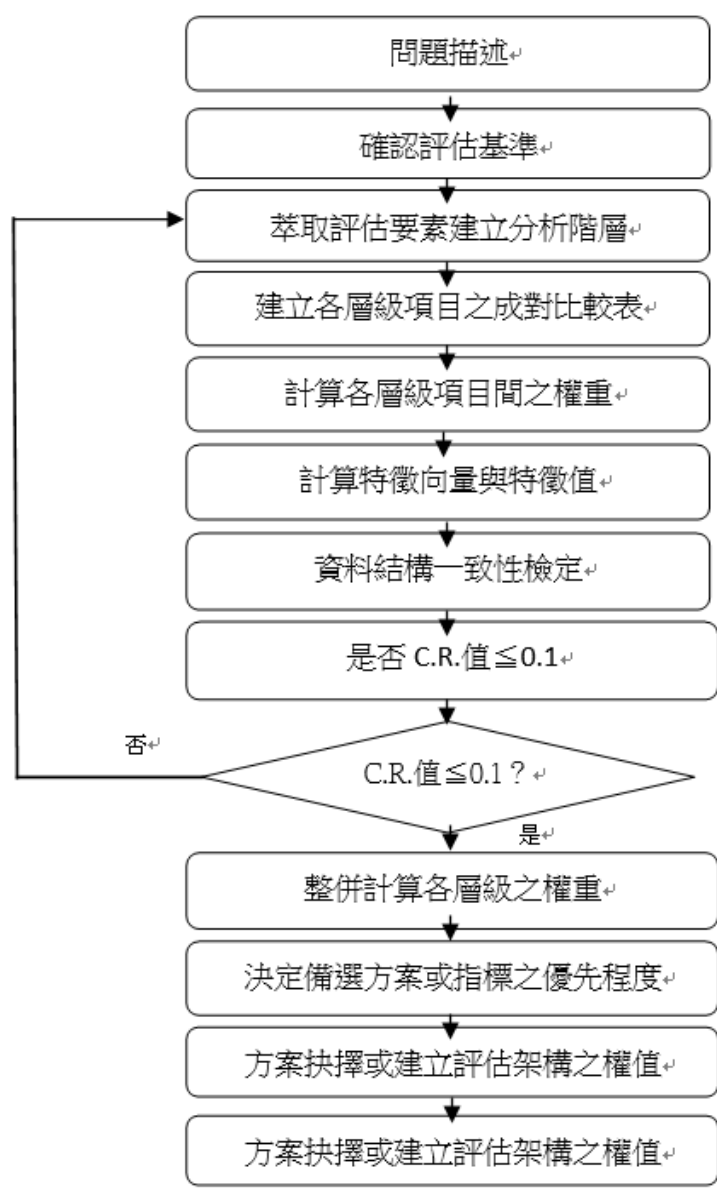 問題描述
確認評估基準
萃取評估要素建立分析階層
建立各層級項目之成對比較表
計算各層級項目間之權重
計算特徵向量與特徵值
資料結構一致性檢定
是否 C.R.值≦0.1
否
C.R.值≦0.1？
是
整併計算各層級之權重
決定備選方案或指標之優先程度
方案抉擇或建立評估架構之權值
方案抉擇或建立評估架構之權值